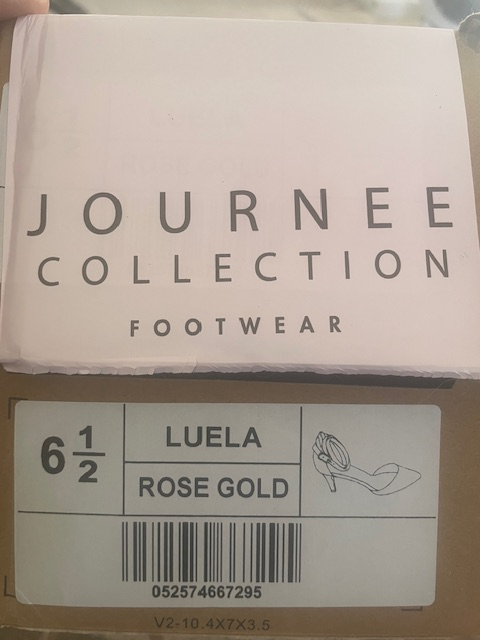 JOURNEE
COLLECTION
FOOTWEAR
6 1/2
LUELA
ROSE GOLD
052574667295
V2-10.4X7X3.5